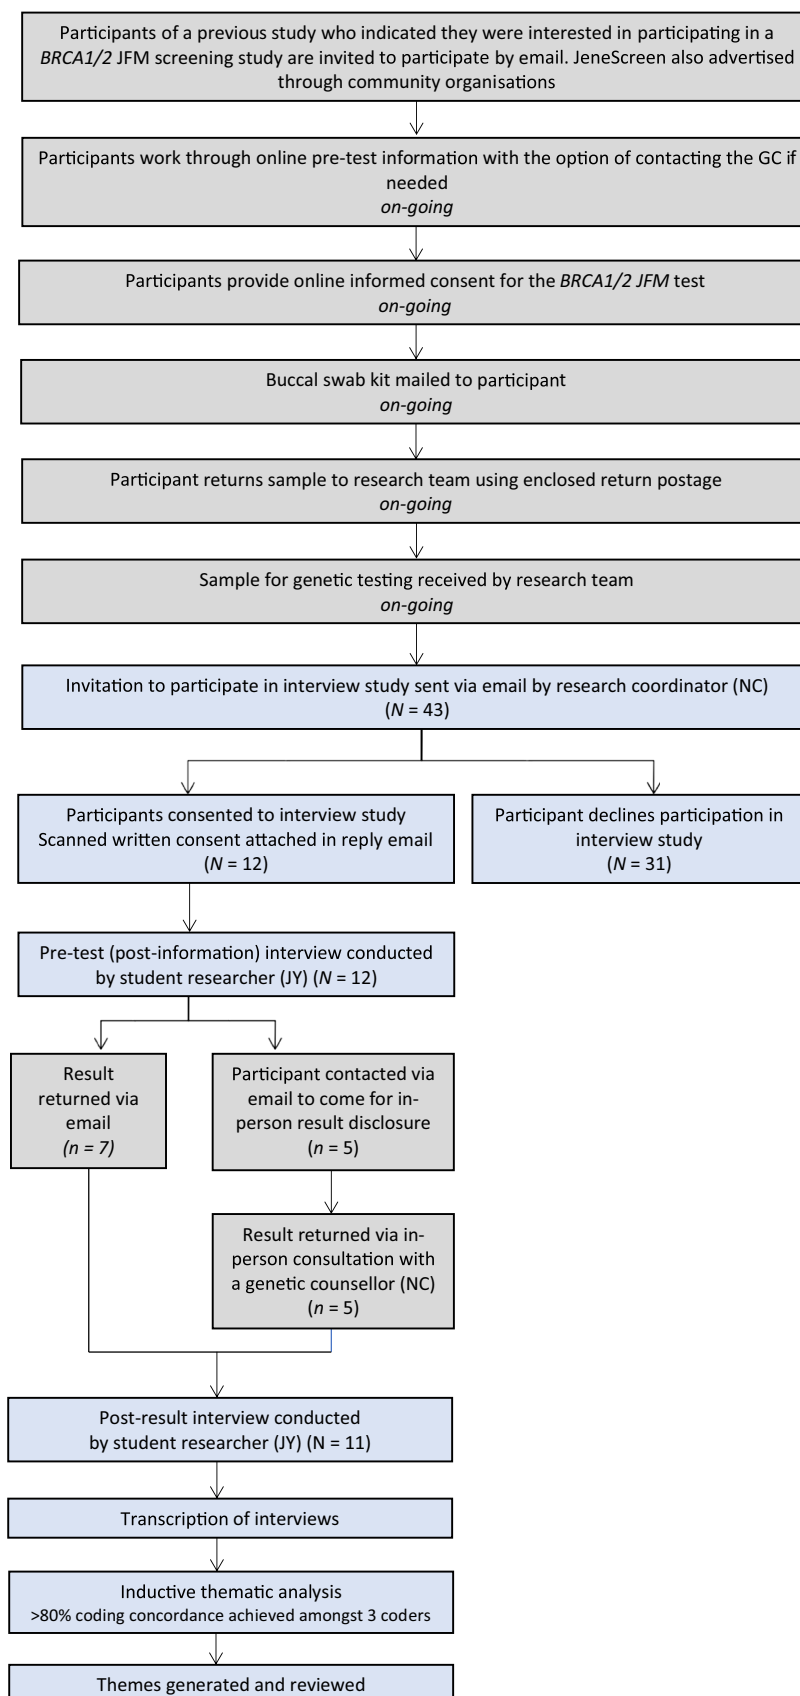 Participants of a previous study who indicated they were interested in participating in a
BRCA1/2 JFM screening study are invited to participate by email. JeneScreen also advertised
through community organisations
Participants work through online pre-test information with the option of contacting the GC if
needed
on-going
Participants provide online informed consent for the BRCA1/2 JFM test
on-going
Buccal swab kit mailed to participant
on-going
Participant returns sample to research team using enclosed return postage
on-going
Sample for genetic testing received by research team
on-going
Invitation to participate in interview study sent via email by research coordinator (NC)
(N = 43)
Participants consented to interview study
Scanned written consent attached in reply email
(N = 12)
Participant declines participation in
interview study
(N = 31)
Pre-test (post-information) interview conducted
by student researcher (JY) (N = 12)
Result
returned via
email
(n = 7)
Participant contacted via
email to come for in-
person result disclosure
(n = 5)
Result returned via in-
person consultation with
a genetic counsellor (NC)
(n = 5)
Post-result interview conducted
by student researcher (JY) (N = 11)
Transcription of interviews
Inductive thematic analysis
>80% coding concordance achieved amongst 3 coders
Themes generated and reviewed